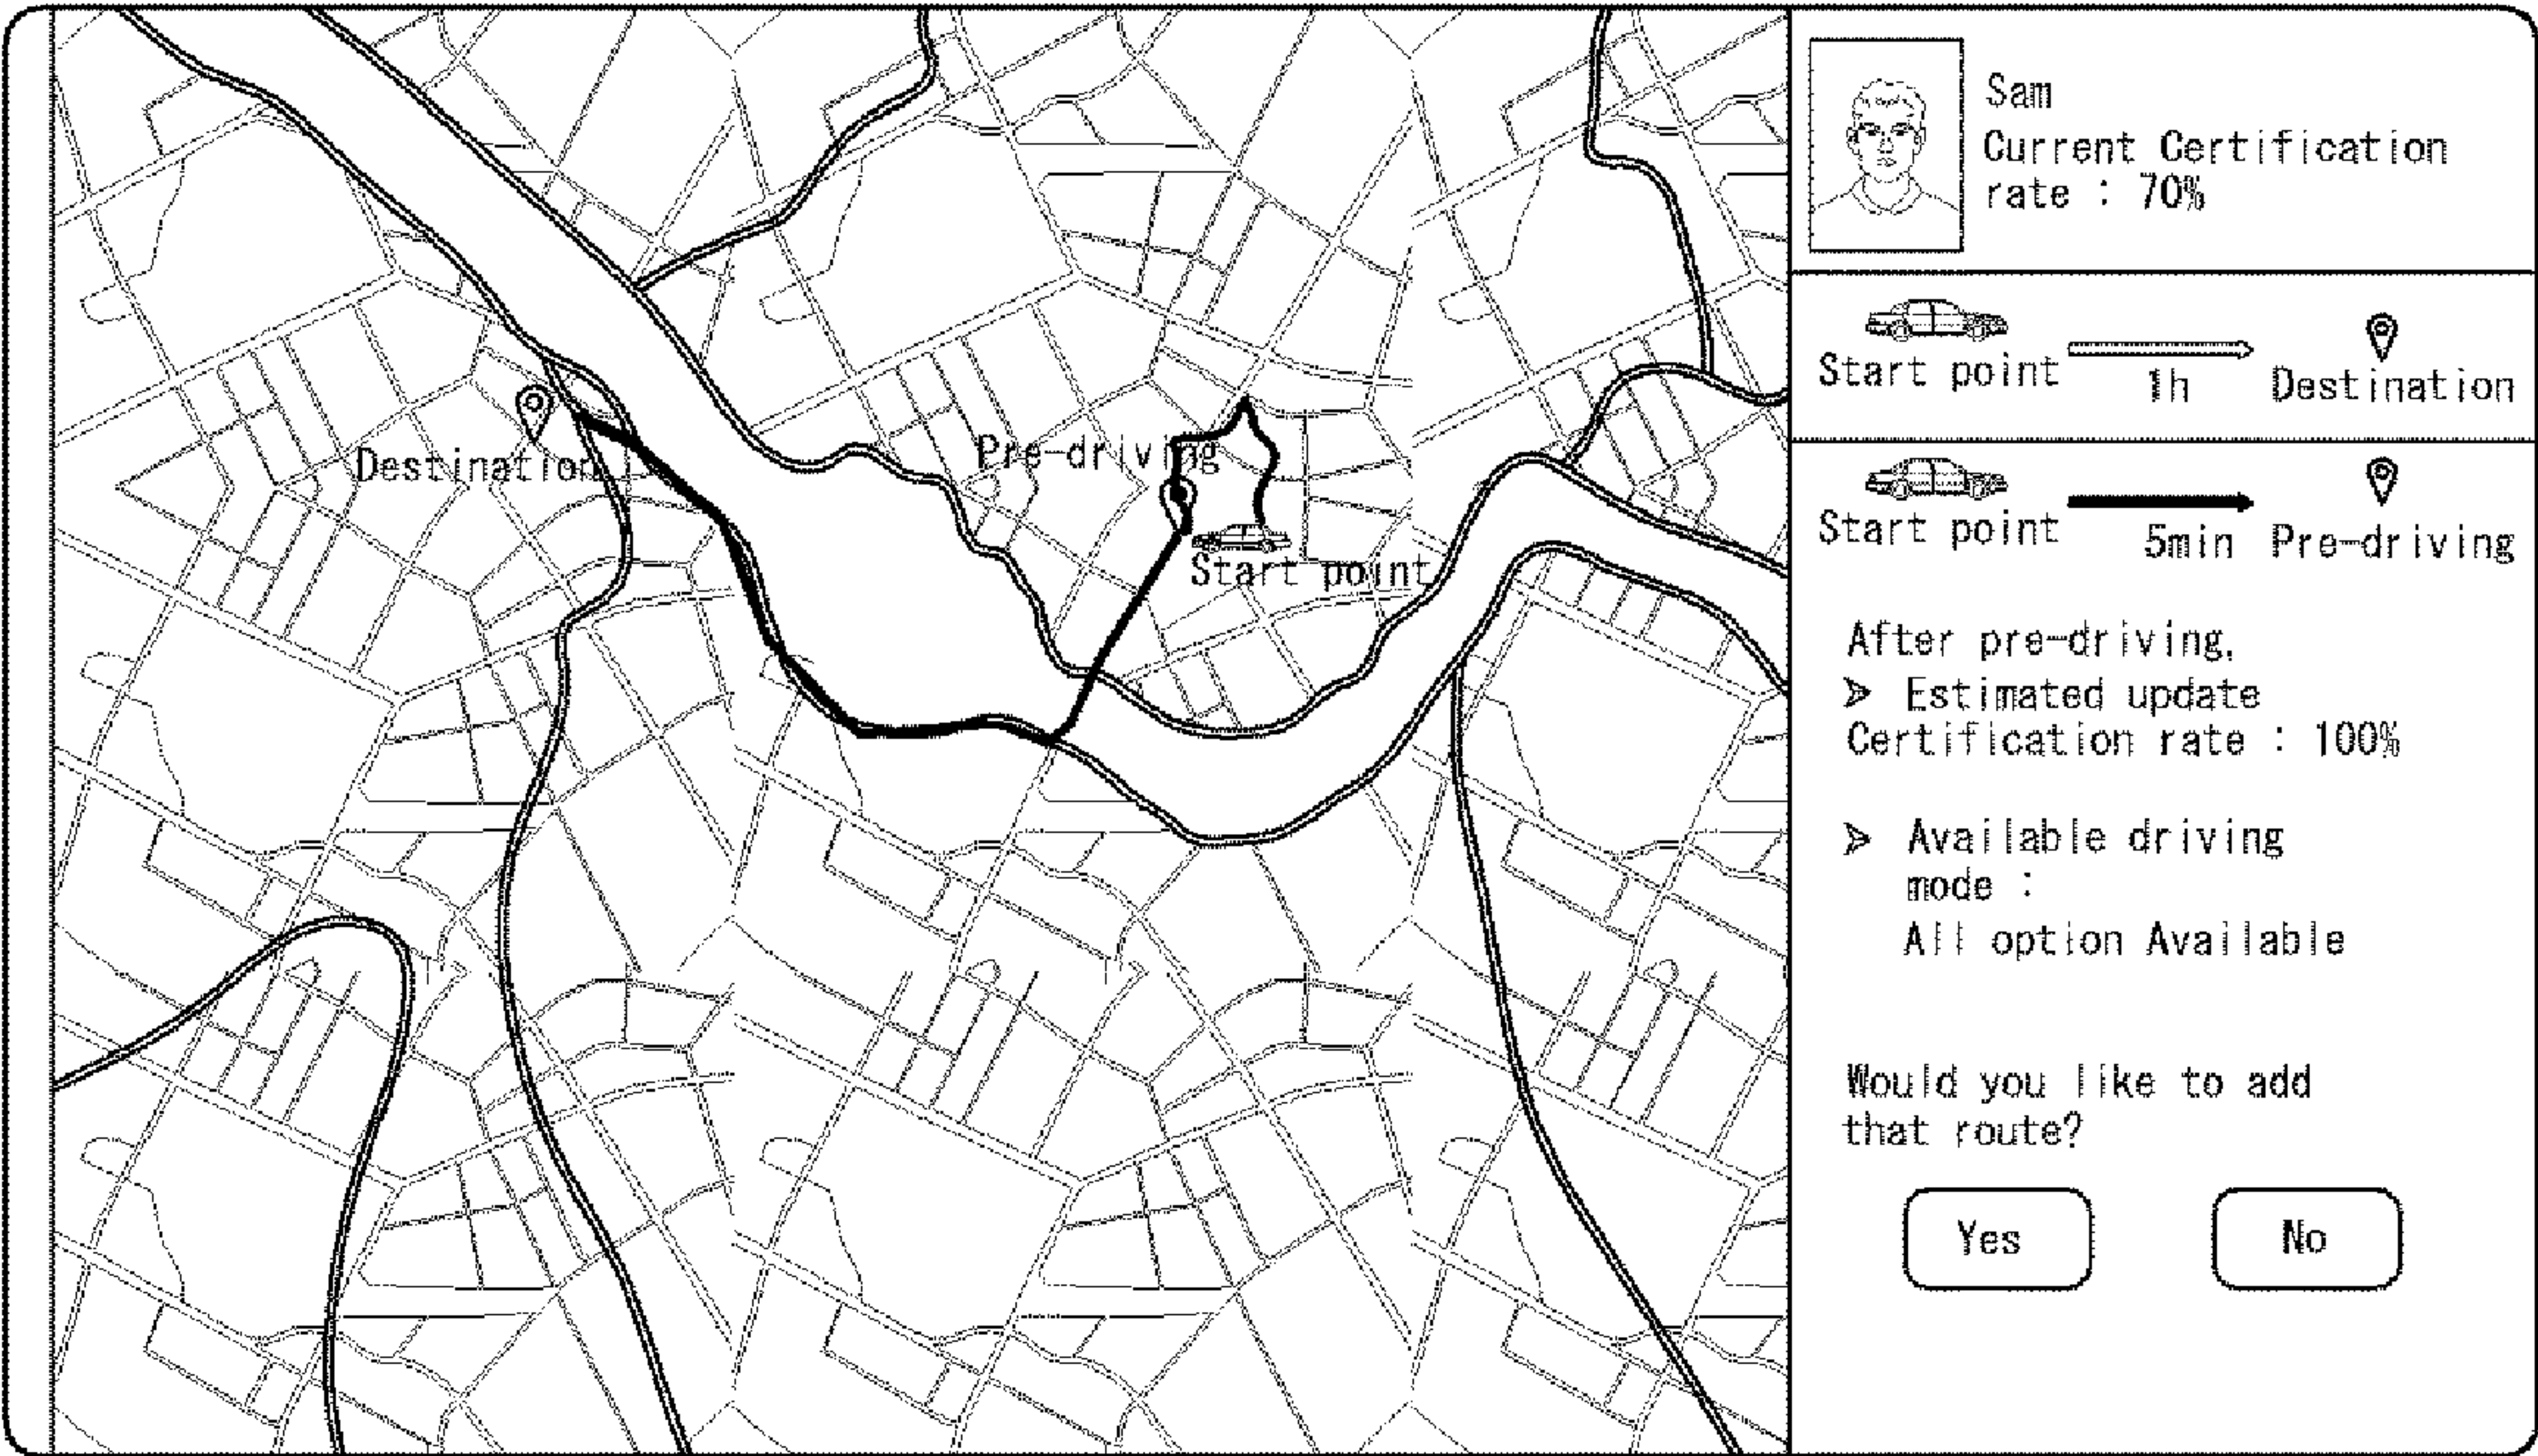 Destination
Pre-driving
Start point
Sam
Current Certification
rate : 70%
Start point
1h
Destination
Start point
5min
Pre-driving
After pre-driving,
➢ Estimated update
Certification rate : 100%
➢ Available driving
mode :
All option Available
Would you like to add
that route?
Yes
No